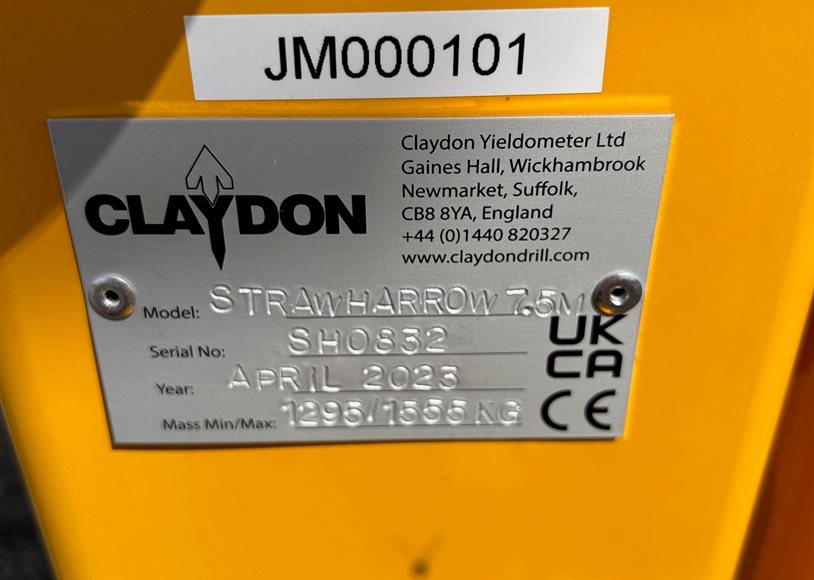 JM000101
CLAYDON
Claydon Yieldometer Ltd
Gaines Hall, Wickhambrook
Newmarket, Suffolk,
CB8 8YA, England
+44 (0)1440 820327
www.claydondrill.com
Model: STRAWHARROW 7.5M
Serial No: SH0832
Year: APRIL 2023
Mass Min/Max: 1295/1555 KG
UK
CA
CE